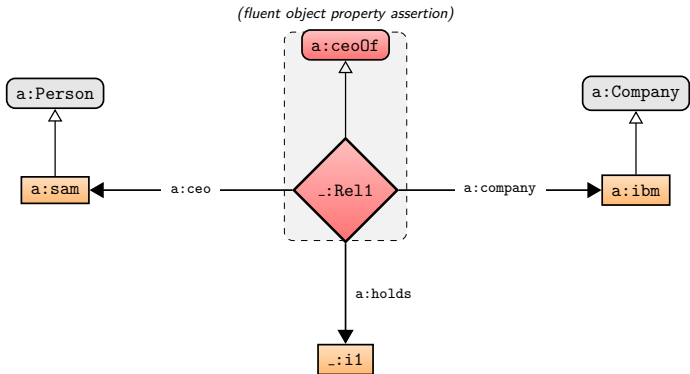 (fluent object property assertion)
a:ceoOf
a:Person
a:Company
a:sam
a:ceo
_:Rel1
a:company
a:ibm
a:holds
_:i1